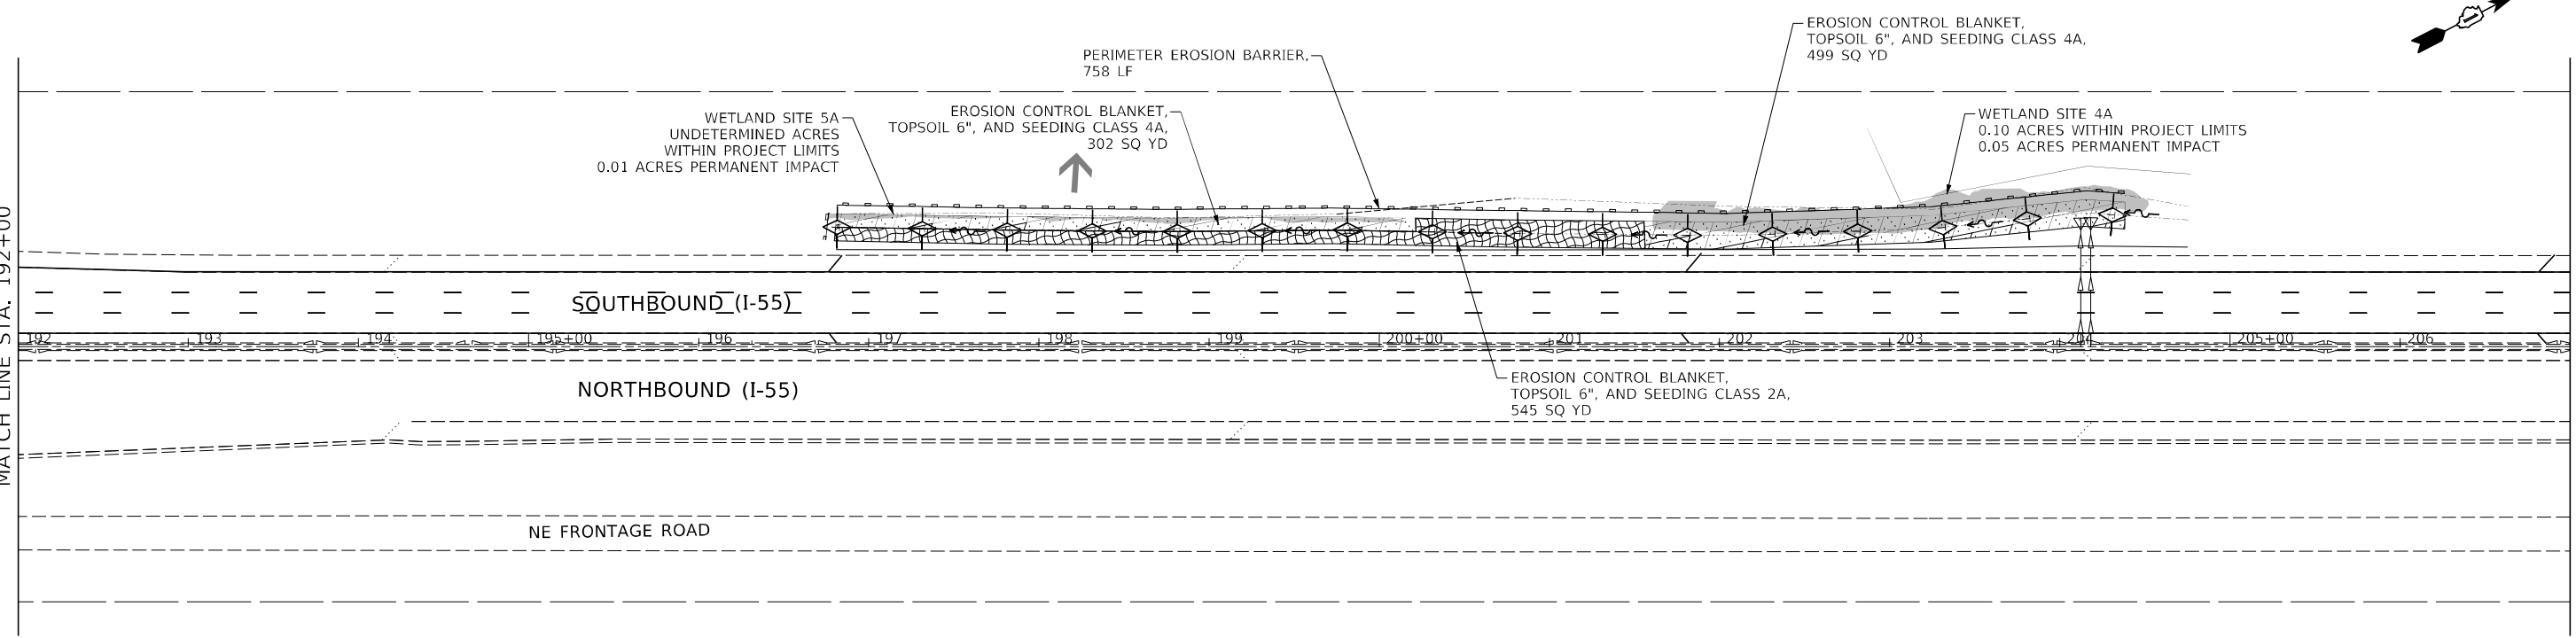 EROSION CONTROL BLANKET,
TOPSOIL 6", AND SEEDING CLASS 4A,
499 SQ YD
PERIMETER EROSION BARRIER,
758 LF
WETLAND SITE 5A
UNDETERMINED ACRES
WITHIN PROJECT LIMITS
0.01 ACRES PERMANENT IMPACT
EROSION CONTROL BLANKET,
TOPSOIL 6", AND SEEDING CLASS 4A,
302 SQ YD
WETLAND SITE 4A
0.10 ACRES WITHIN PROJECT LIMITS
0.05 ACRES PERMANENT IMPACT
MATCH LINE STA. 192+00
SOUTHBOUND (I-55)
192 193 194 195+00 196 197 198 199 200+00 201 202 203 204 205+00 206
NORTHBOUND (I-55)
EROSION CONTROL BLANKET,
TOPSOIL 6", AND SEEDING CLASS 2A,
545 SQ YD
NE FRONTAGE ROAD